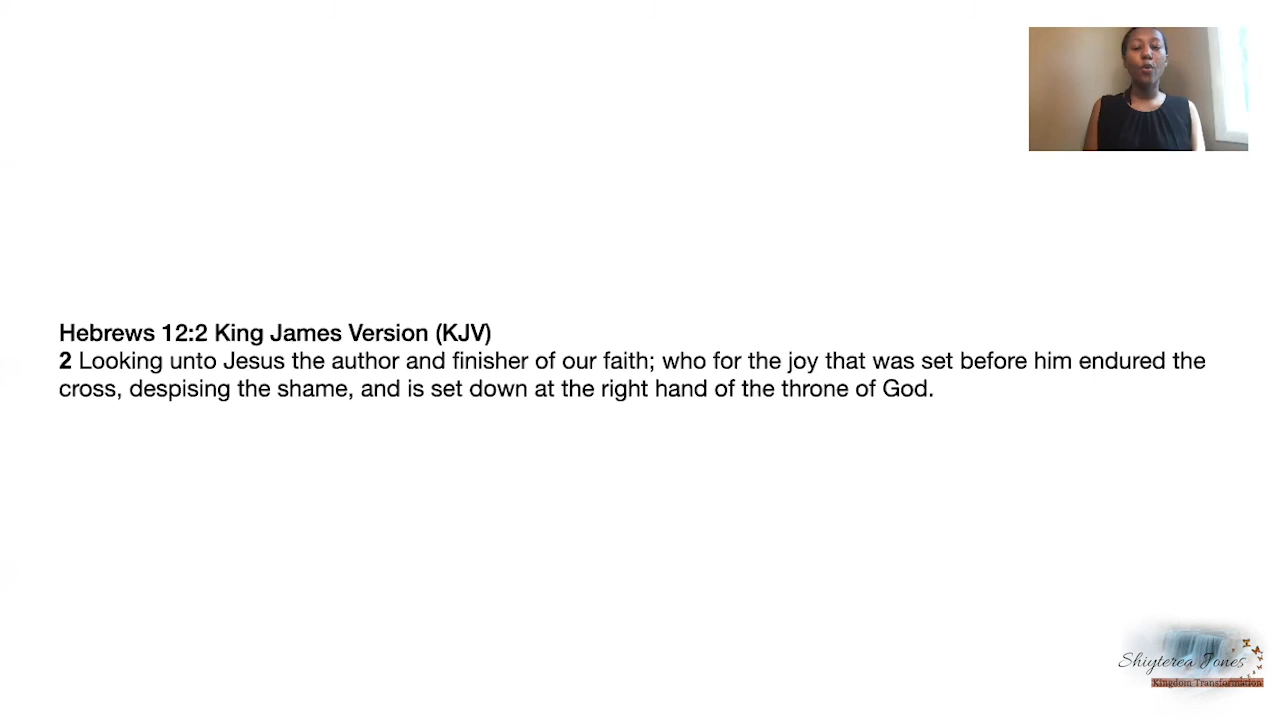 Hebrews 12:2 King James Version (KJV)
2 Looking unto Jesus the author and finisher of our faith; who for the joy that was set before him endured the
cross, despising the shame, and is set down at the right hand of the throne of God.
Shiyterea Jones
Kingdom Transformation